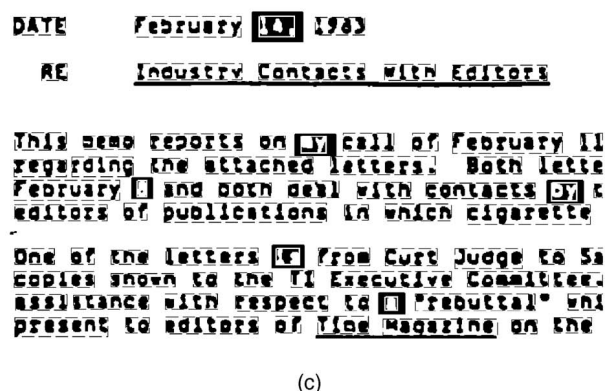 DATE February 14, 1983
RE Industry Contacts with Editors
This memo reports on my call of February 11
regarding the attached letters. Both lette
February and both deal with contacts by t
editors of publications in which cigarette
One of the letters is from Curt Judge to Sa
copies shown to the TI Executive Committee.
assistance with respect to "rebuttal" whi
present to editors of Time Magazine on the
(c)